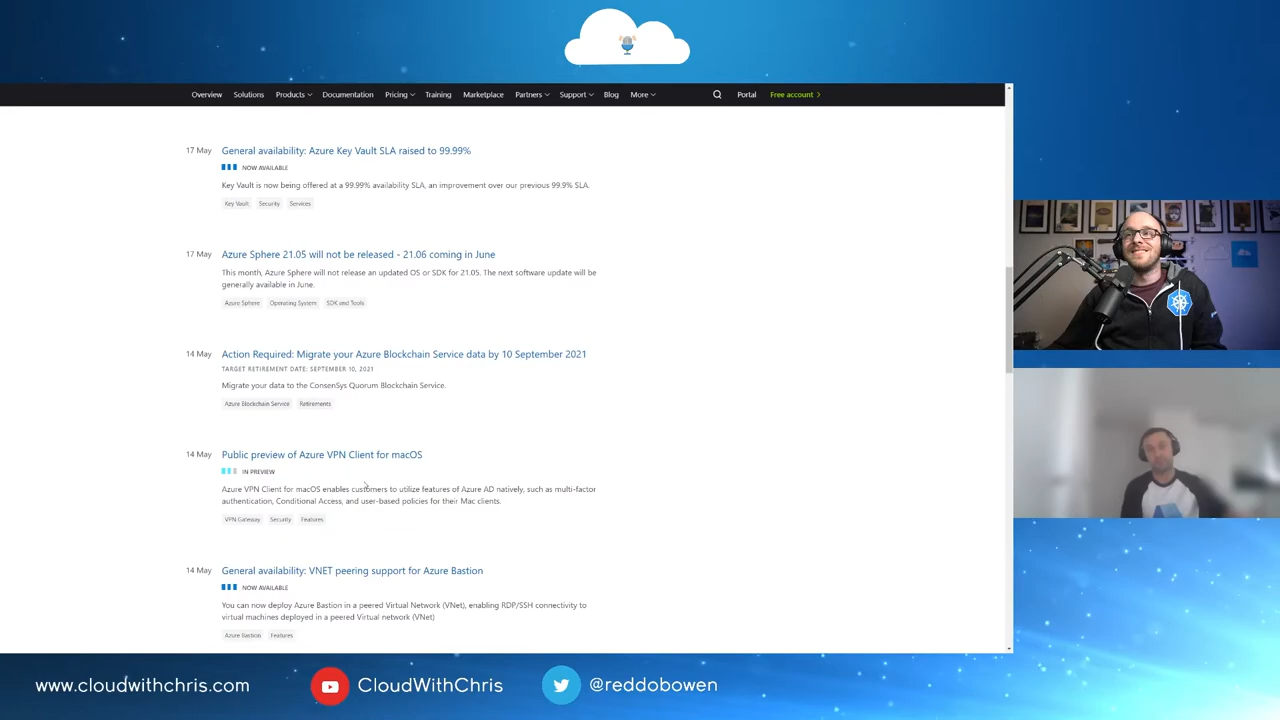 Overview Solutions Products Documentation Pricing Training Marketplace Partners Support Blog More Portal Free account
17 May General availability: Azure Key Vault SLA raised to 99.99%
NOW AVAILABLE
Key Vault is now being offered at a 99.99% availability SLA, an improvement over our previous 99.9% SLA.
Key Vault Security Services
17 May Azure Sphere 21.05 will not be released - 21.06 coming in June
This month, Azure Sphere will not release an updated OS or SDK for 21.05. The next software update will be
generally available in June.
Azure Sphere Operating System SDK and Tools
14 May Action Required: Migrate your Azure Blockchain Service data by 10 September 2021
TARGET RETIREMENT DATE: SEPTEMBER 10, 2021
Migrate your data to the ConsenSys Quorum Blockchain Service.
Azure Blockchain Service Retirements
14 May Public preview of Azure VPN Client for macOS
IN PREVIEW
Azure VPN Client for macOS enables customers to utilize features of Azure AD natively, such as multi-factor
authentication, Conditional Access, and user-based policies for their Mac clients.
VPN Gateway Security Features
14 May General availability: VNET peering support for Azure Bastion
NOW AVAILABLE
You can now deploy Azure Bastion in a peered Virtual Network (VNet), enabling RDP/SSH connectivity to
virtual machines deployed in a peered Virtual network (VNet)
Azure Bastion Features
www.cloudwithchris.com CloudWithChris @reddobowen